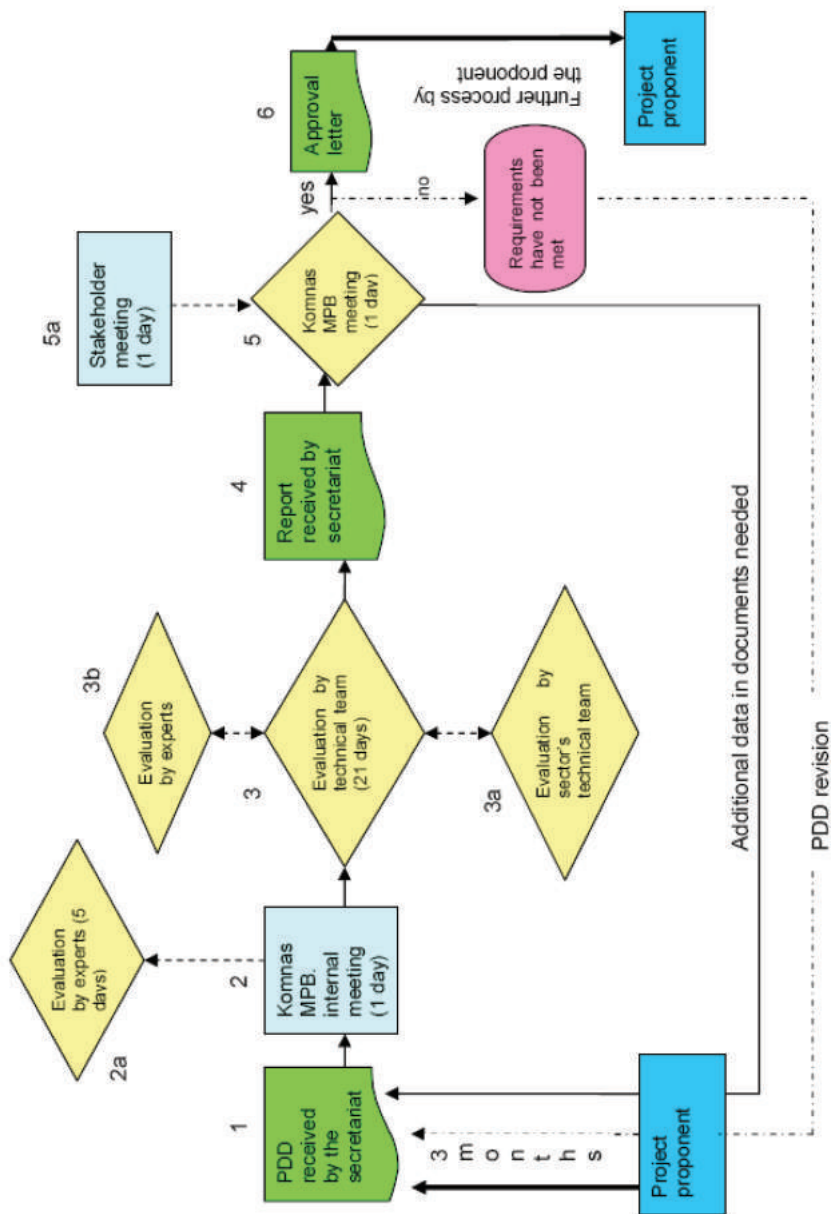 1
PDD
received
by the
secretariat
2
Komnas
MPB.
internal
meeting
(1 day)
2a
Evaluation
by experts (5
days)
3
Evaluation by
technical team
(21 days)
3b
Evaluation
by experts
3a
Evaluation by
sector's
technical team
4
Report
received by
secretariat
5
Komnas
MPB
meeting
(1 day)
5a
Stakeholder
meeting
(1 day)
yes
no
6
Approval
letter
Requirements
have not been
met
Further process by
the proponent
Project
proponent
3
m
o
n
t
h
s
Project
proponent
Additional data in documents needed
PDD revision